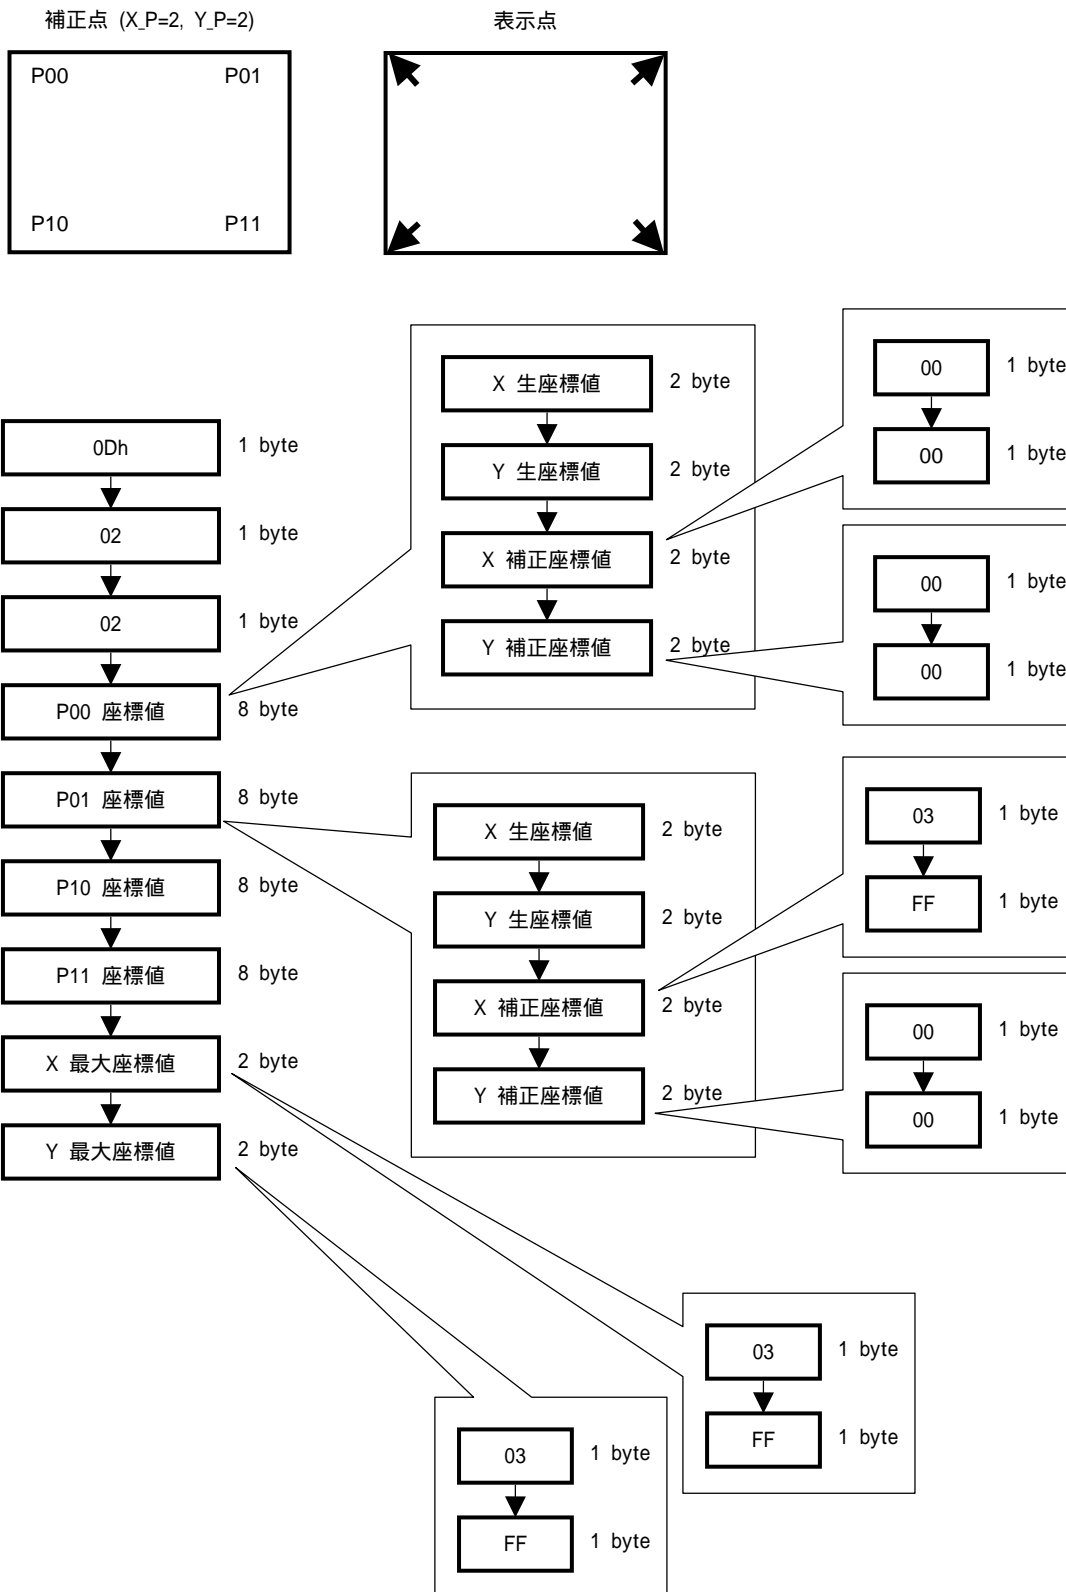 補正点 (X_P=2, Y_P=2)
表示点
P00 P01
P10 P11
0Dh 1 byte
02 1 byte
02 1 byte
P00 座標値 8 byte
P01 座標値 8 byte
P10 座標値 8 byte
P11 座標値 8 byte
X 最大座標値 2 byte
Y 最大座標値 2 byte
X 生座標値 2 byte
Y 生座標値 2 byte
X 補正座標値 2 byte
Y 補正座標値 2 byte
00 1 byte
00 1 byte
00 1 byte
00 1 byte
X 生座標値 2 byte
Y 生座標値 2 byte
X 補正座標値 2 byte
Y 補正座標値 2 byte
03 1 byte
FF 1 byte
00 1 byte
00 1 byte
03 1 byte
FF 1 byte
03 1 byte
FF 1 byte